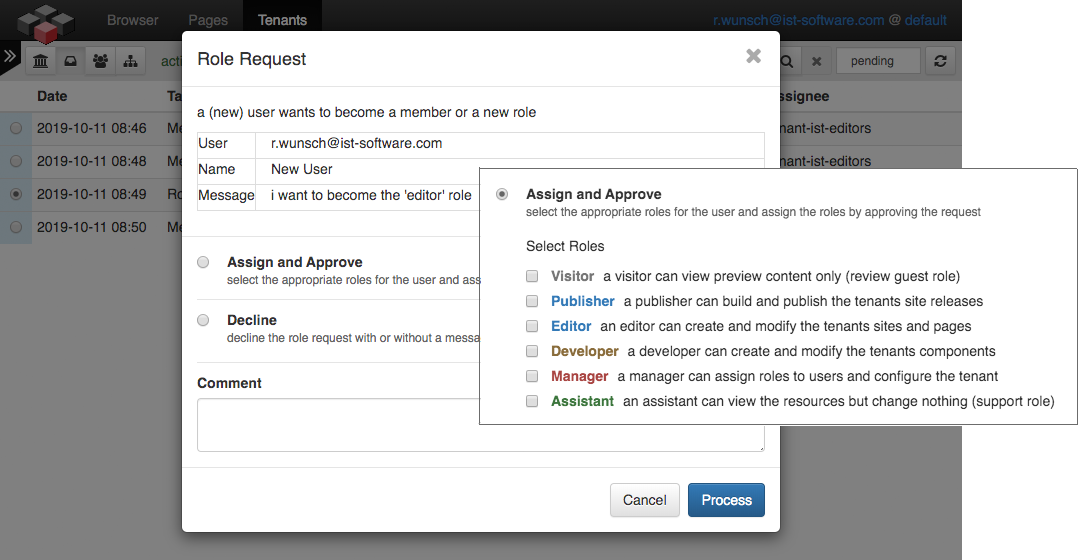 Browser Pages Tenants r.wunsch@ist-software.com @ default
pending
Date
2019-10-11 08:46
nant-ist-editors
2019-10-11 08:48
nant-ist-editors
2019-10-11 08:49
2019-10-11 08:50
Role Request
a (new) user wants to become a member or a new role
User r.wunsch@ist-software.com
Name New User
Message i want to become the 'editor' role
Assign and Approve
select the appropriate roles for the user and ass
Decline
decline the role request with or without a messa
Comment
Cancel Process
Assign and Approve
select the appropriate roles for the user and assign the roles by approving the request
Select Roles
Visitor a visitor can view preview content only (review guest role)
Publisher a publisher can build and publish the tenants site releases
Editor an editor can create and modify the tenants sites and pages
Developer a developer can create and modify the tenants components
Manager a manager can assign roles to users and configure the tenant
Assistant an assistant can view the resources but change nothing (support role)